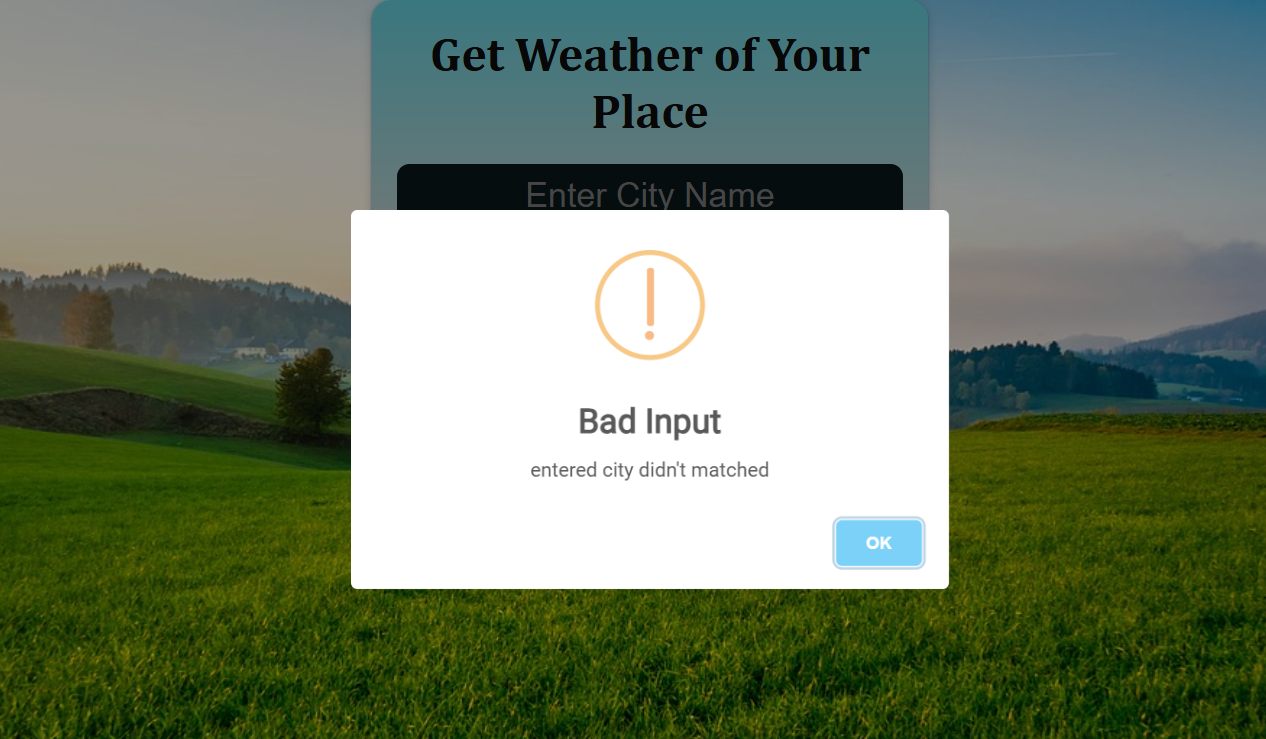 Get Weather of Your
Place
Enter City Name
Bad Input
entered city didn't matched
OK